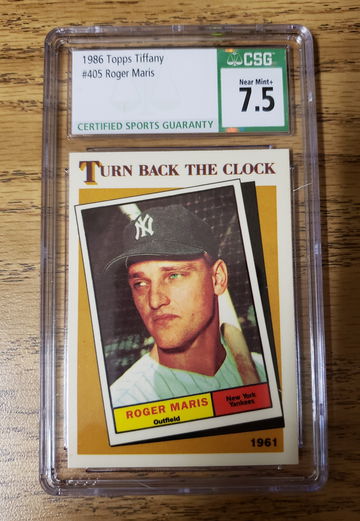 1986 Topps Tiffany
#405 Roger Maris
CSG
Near Mint+
7.5
CERTIFIED SPORTS GUARANTY
TURN BACK THE CLOCK
NY
ROGER MARIS
Outfield
New York
Yankees
1961